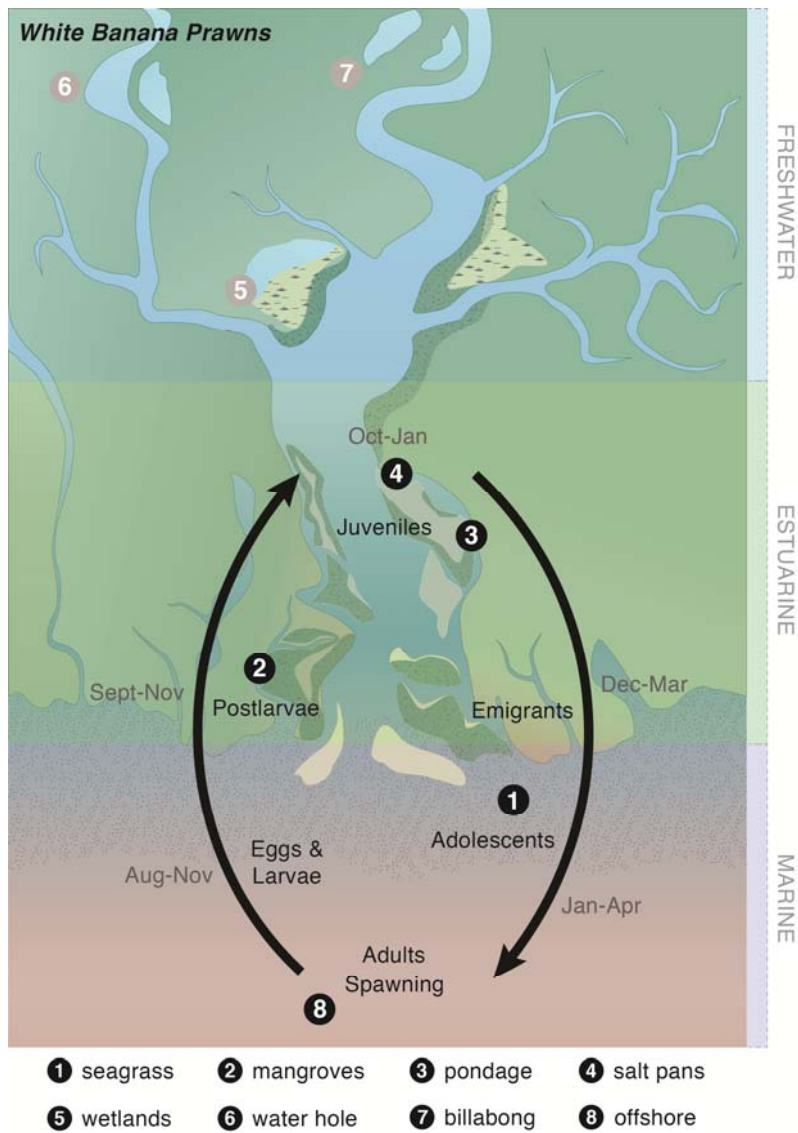 White Banana Prawns
6
7
FRESHWATER
5
Oct-Jan
4
Juveniles
3
ESTUARINE
2
Sept-Nov
Postlarvae
Dec-Mar
Emigrants
1
Adolescents
MARINE
Eggs &
Larvae
Aug-Nov
Jan-Apr
Adults
Spawning
8
1 seagrass 2 mangroves 3 pondage 4 salt pans
5 wetlands 6 water hole 7 billabong 8 offshore